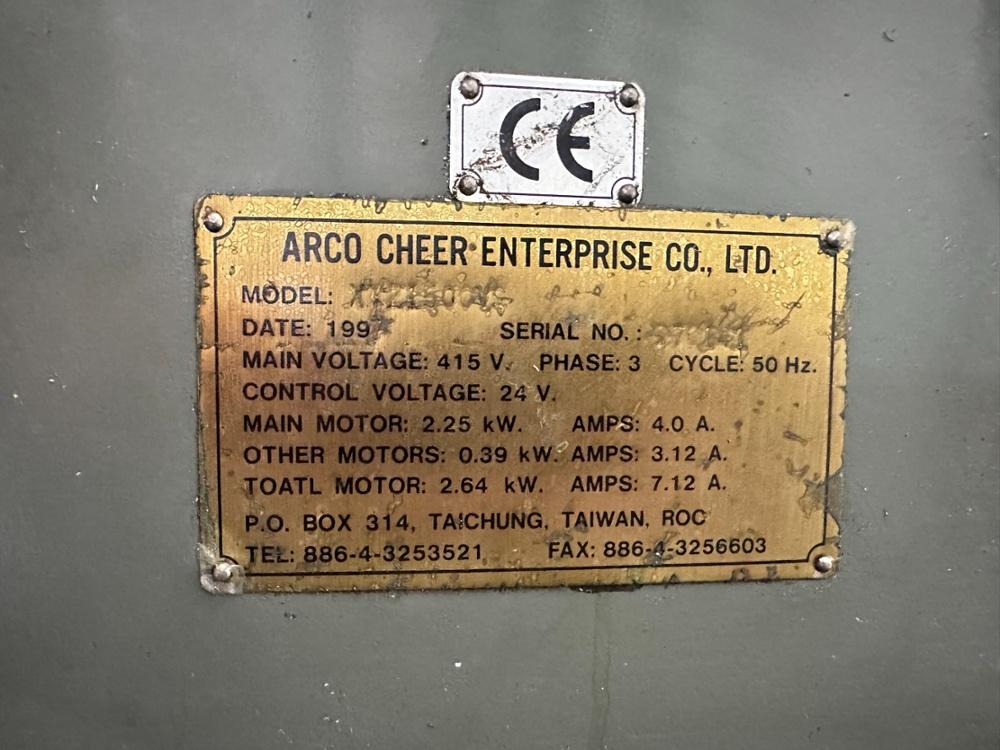 CE
ARCO CHEER ENTERPRISE CO., LTD.
MODEL:
DATE: 199 SERIAL NO.:
MAIN VOLTAGE: 415 V. PHASE: 3 CYCLE: 50 Hz.
CONTROL VOLTAGE: 24 V.
MAIN MOTOR: 2.25 kW. AMPS: 4.0 A.
OTHER MOTORS: 0.39 kW. AMPS: 3.12 A.
TOATL MOTOR: 2.64 kW. AMPS: 7.12 A.
P.O. BOX 314, TAICHUNG, TAIWAN, ROC
TEL: 886-4-3253521 FAX: 886-4-3256603